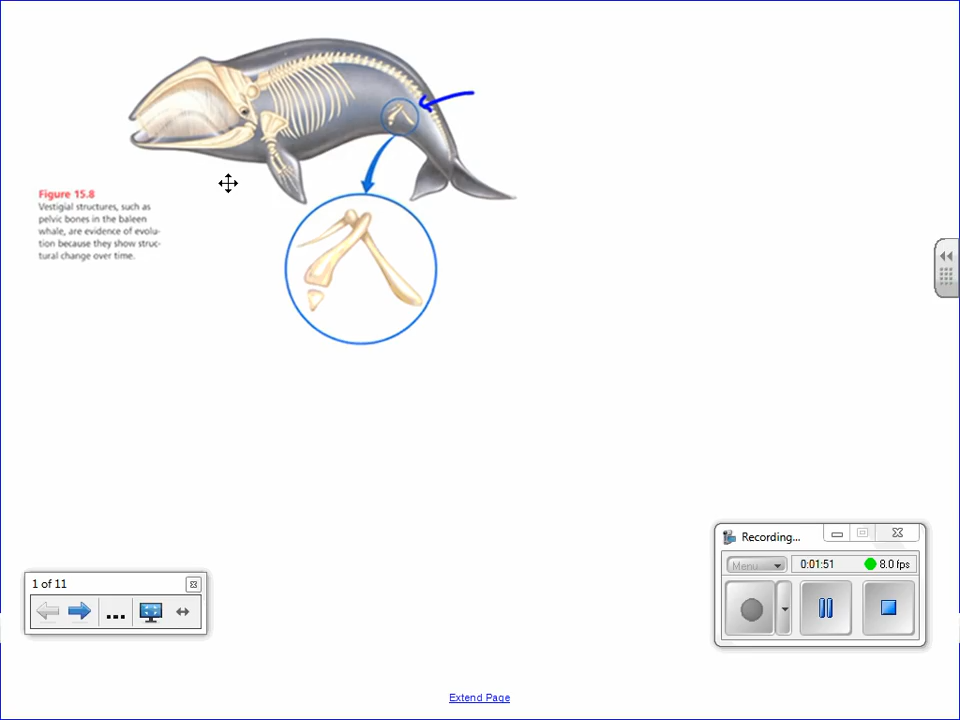 Figure 15.8
Vestigial structures, such as
pelvic bones in the baleen
whale, are evidence of evolu-
tion because they show struc-
tural change over time.
Recording...
Menu
0:01:51
8.0 fps
1 of 11
Extend Page